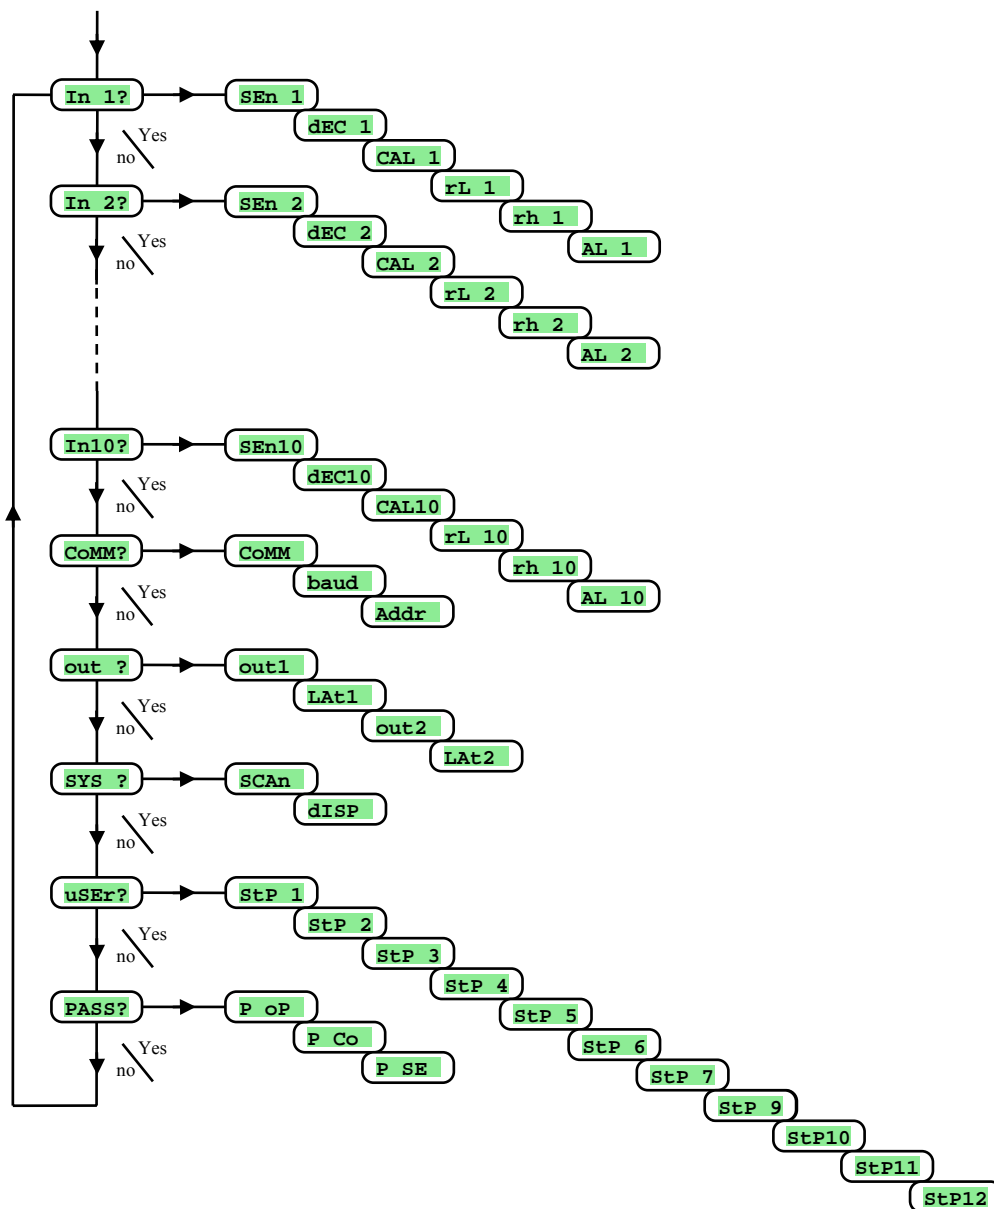 In 1?
SEn 1
dEC 1
Yes
no
CAL 1
rL 1
In 2?
SEn 2
rh 1
dEC 2
Yes
no
AL 1
CAL 2
rL 2
rh 2
AL 2
In10?
SEn10
dEC10
Yes
no
CAL10
rL 10
CoMM?
CoMM
rh 10
baud
Yes
no
AL 10
Addr
out ?
out1
LAt1
Yes
no
out2
LAt2
SYS ?
SCAn
dISP
Yes
no
uSEr?
StP 1
StP 2
Yes
no
StP 3
StP 4
PASS?
P oP
StP 5
P Co
StP 6
Yes
no
P SE
StP 7
StP 9
StP10
StP11
StP12